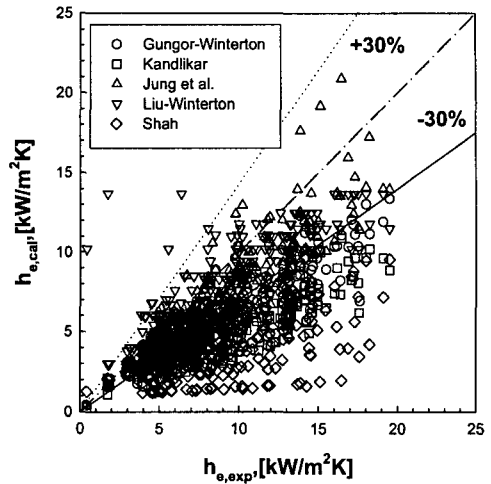 25
20
15
10
5
0
h_e,cal,[kW/m²K]
Gungor-Winterton
Kandlikar
Jung et al.
Liu-Winterton
Shah
+30%
-30%
0 5 10 15 20 25
h_e,exp,[kW/m²K]